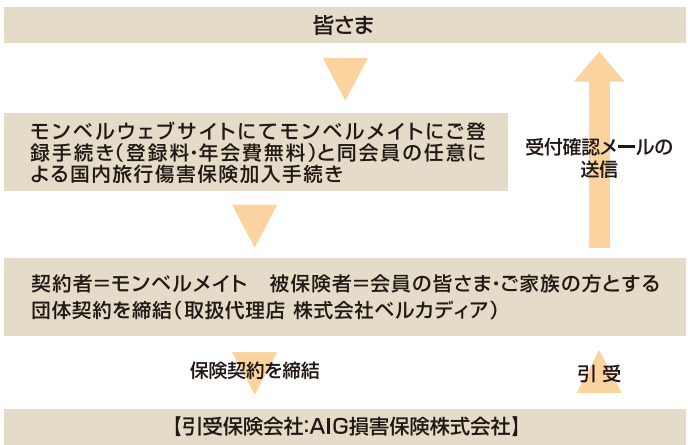 皆さま
モンベルウェブサイトにてモンベルメイトにご登
録手続き(登録料・年会費無料)と同会員の任意に
よる国内旅行傷害保険加入手続き
受付確認メールの
送信
契約者=モンベルメイト　被保険者=会員の皆さま・ご家族の方とする
団体契約を締結(取扱代理店 株式会社ベルカディア)
保険契約を締結
引 受
【引受保険会社:AIG損害保険株式会社】